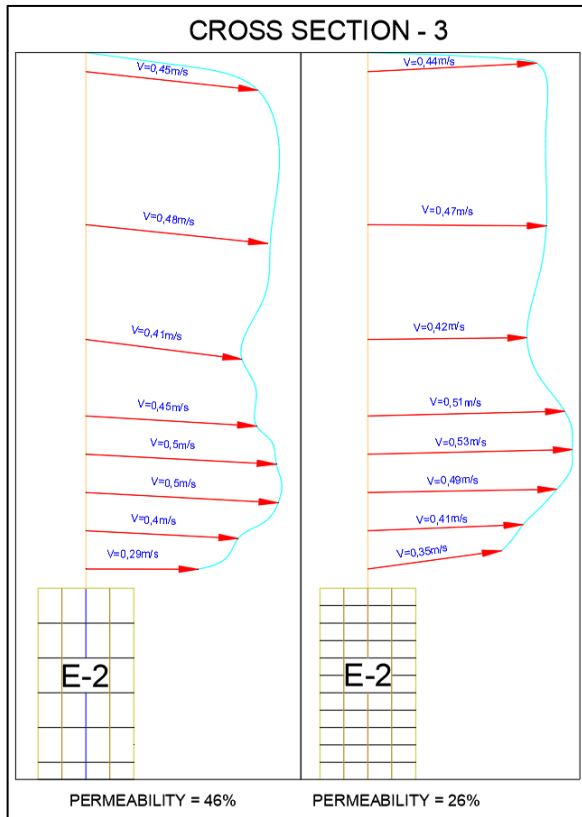 CROSS SECTION - 3
V=0,45m/s
V=0,48m/s
V=0,41m/s
V=0,45m/s
V=0,5m/s
V=0,5m/s
V=0,4m/s
V=0,29m/s
E-2
PERMEABILITY = 46%
V=0,44m/s
V=0,47m/s
V=0,42m/s
V=0,51m/s
V=0,53m/s
V=0,49m/s
V=0,41m/s
V=0,35m/s
E-2
PERMEABILITY = 26%